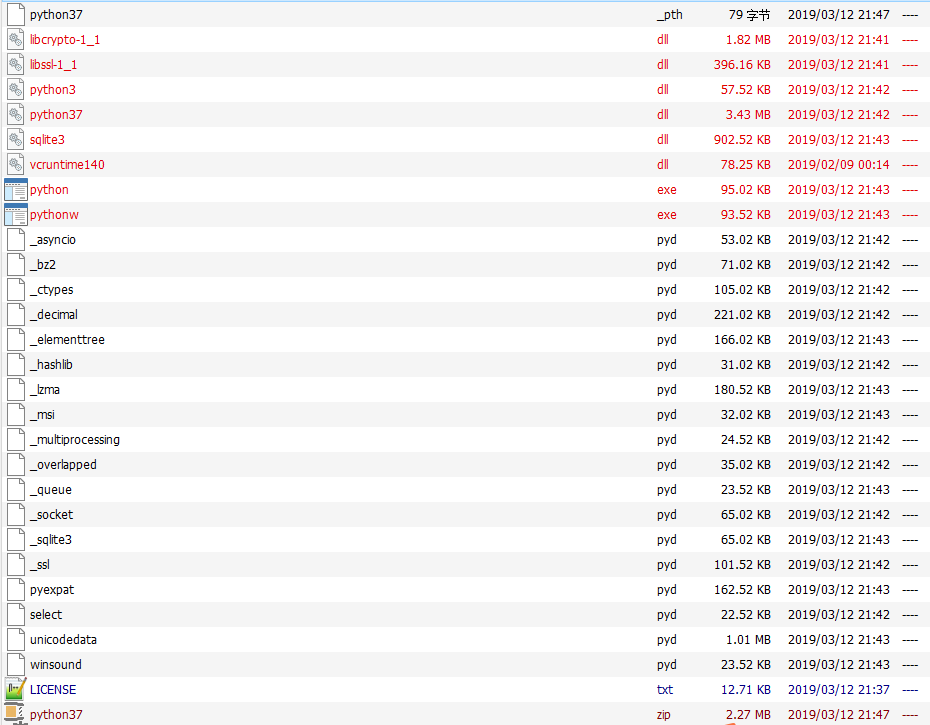 python37 _pth 79 字节 2019/03/12 21:47 ----
libcrypto-1_1 dll 1.82 MB 2019/03/12 21:41 ----
libssl-1_1 dll 396.16 KB 2019/03/12 21:41 ----
python3 dll 57.52 KB 2019/03/12 21:42 ----
python37 dll 3.43 MB 2019/03/12 21:42 ----
sqlite3 dll 902.52 KB 2019/03/12 21:43 ----
vcruntime140 dll 78.25 KB 2019/02/09 00:14 ----
python exe 95.02 KB 2019/03/12 21:43 ----
pythonw exe 93.52 KB 2019/03/12 21:43 ----
_asyncio pyd 53.02 KB 2019/03/12 21:42 ----
_bz2 pyd 71.02 KB 2019/03/12 21:42 ----
_ctypes pyd 105.02 KB 2019/03/12 21:42 ----
_decimal pyd 221.02 KB 2019/03/12 21:42 ----
_elementtree pyd 166.02 KB 2019/03/12 21:43 ----
_hashlib pyd 31.02 KB 2019/03/12 21:42 ----
_lzma pyd 180.52 KB 2019/03/12 21:43 ----
_msi pyd 32.02 KB 2019/03/12 21:43 ----
_multiprocessing pyd 24.52 KB 2019/03/12 21:42 ----
_overlapped pyd 35.02 KB 2019/03/12 21:42 ----
_queue pyd 23.52 KB 2019/03/12 21:43 ----
_socket pyd 65.02 KB 2019/03/12 21:42 ----
_sqlite3 pyd 65.02 KB 2019/03/12 21:43 ----
_ssl pyd 101.52 KB 2019/03/12 21:42 ----
pyexpat pyd 162.52 KB 2019/03/12 21:43 ----
select pyd 22.52 KB 2019/03/12 21:42 ----
unicodedata pyd 1.01 MB 2019/03/12 21:43 ----
winsound pyd 23.52 KB 2019/03/12 21:43 ----
LICENSE txt 12.71 KB 2019/03/12 21:37 ----
python37 zip 2.27 MB 2019/03/12 21:47 ----